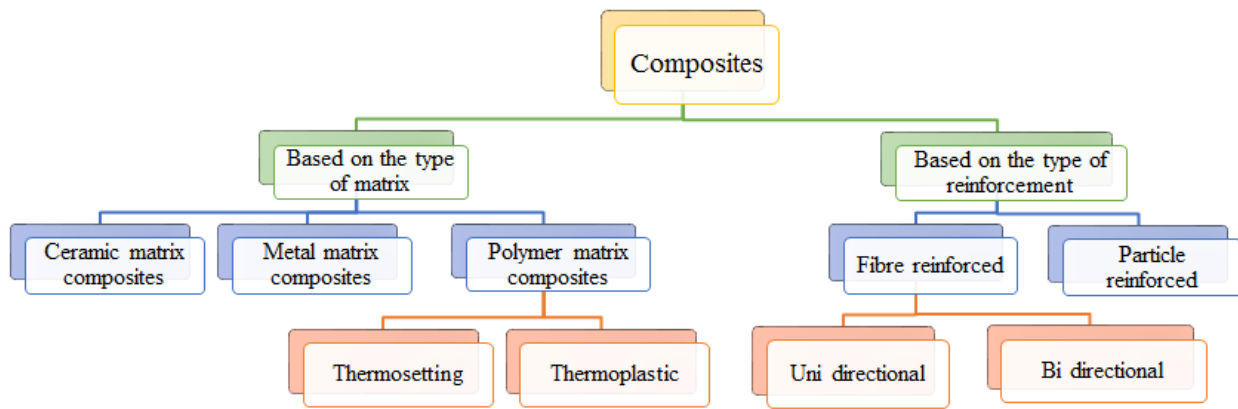 Composites
Based on the type
of matrix
Based on the type of
reinforcement
Ceramic matrix
composites
Metal matrix
composites
Polymer matrix
composites
Fibre reinforced
Particle
reinforced
Thermosetting
Thermoplastic
Uni directional
Bi directional